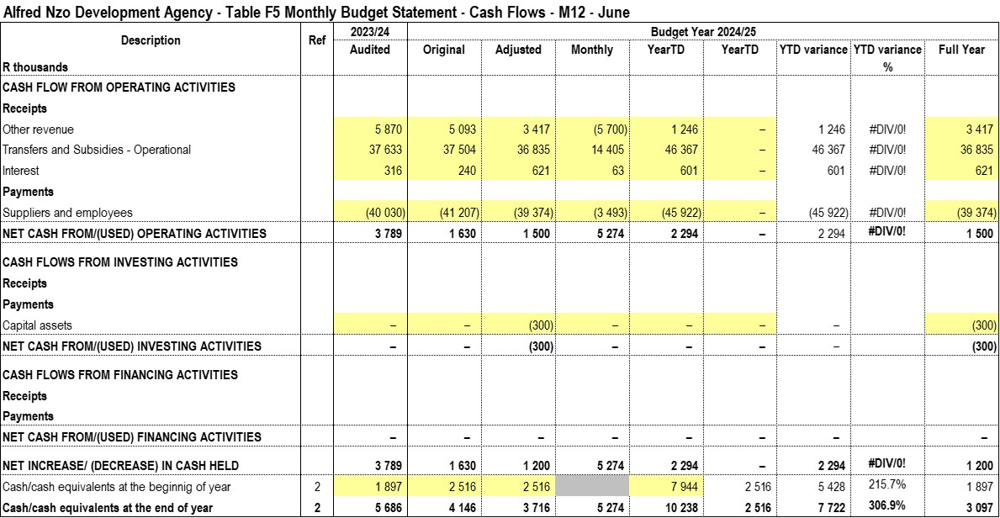 Alfred Nzo Development Agency - Table F5 Monthly Budget Statement - Cash Flows - M12 - June
Description Ref 2023/24 Budget Year 2024/25
Audited Original Adjusted Monthly YearTD YearTD YTD variance YTD variance Full Year
R thousands %
CASH FLOW FROM OPERATING ACTIVITIES
Receipts
Other revenue 5 870 5 093 3 417 (5 700) 1 246 – 1 246 #DIV/0! 3 417
Transfers and Subsidies - Operational 37 633 37 504 36 835 14 405 46 367 – 46 367 #DIV/0! 36 835
Interest 316 240 621 63 601 – 601 #DIV/0! 621
Payments
Suppliers and employees (40 030) (41 207) (39 374) (3 493) (45 922) – (45 922) #DIV/0! (39 374)
NET CASH FROM/(USED) OPERATING ACTIVITIES 3 789 1 630 1 500 5 274 2 294 – 2 294 #DIV/0! 1 500
CASH FLOWS FROM INVESTING ACTIVITIES
Receipts
Payments
Capital assets – – (300) – – – – (300)
NET CASH FROM/(USED) INVESTING ACTIVITIES – – (300) – – – – (300)
CASH FLOWS FROM FINANCING ACTIVITIES
Receipts
Payments
NET CASH FROM/(USED) FINANCING ACTIVITIES – – – – – – – –
NET INCREASE/ (DECREASE) IN CASH HELD 3 789 1 630 1 200 5 274 2 294 – 2 294 #DIV/0! 1 200
Cash/cash equivalents at the beginnig of year 2 1 897 2 516 2 516 7 944 2 516 5 428 215.7% 1 897
Cash/cash equivalents at the end of year 2 5 686 4 146 3 716 5 274 10 238 2 516 7 722 306.9% 3 097